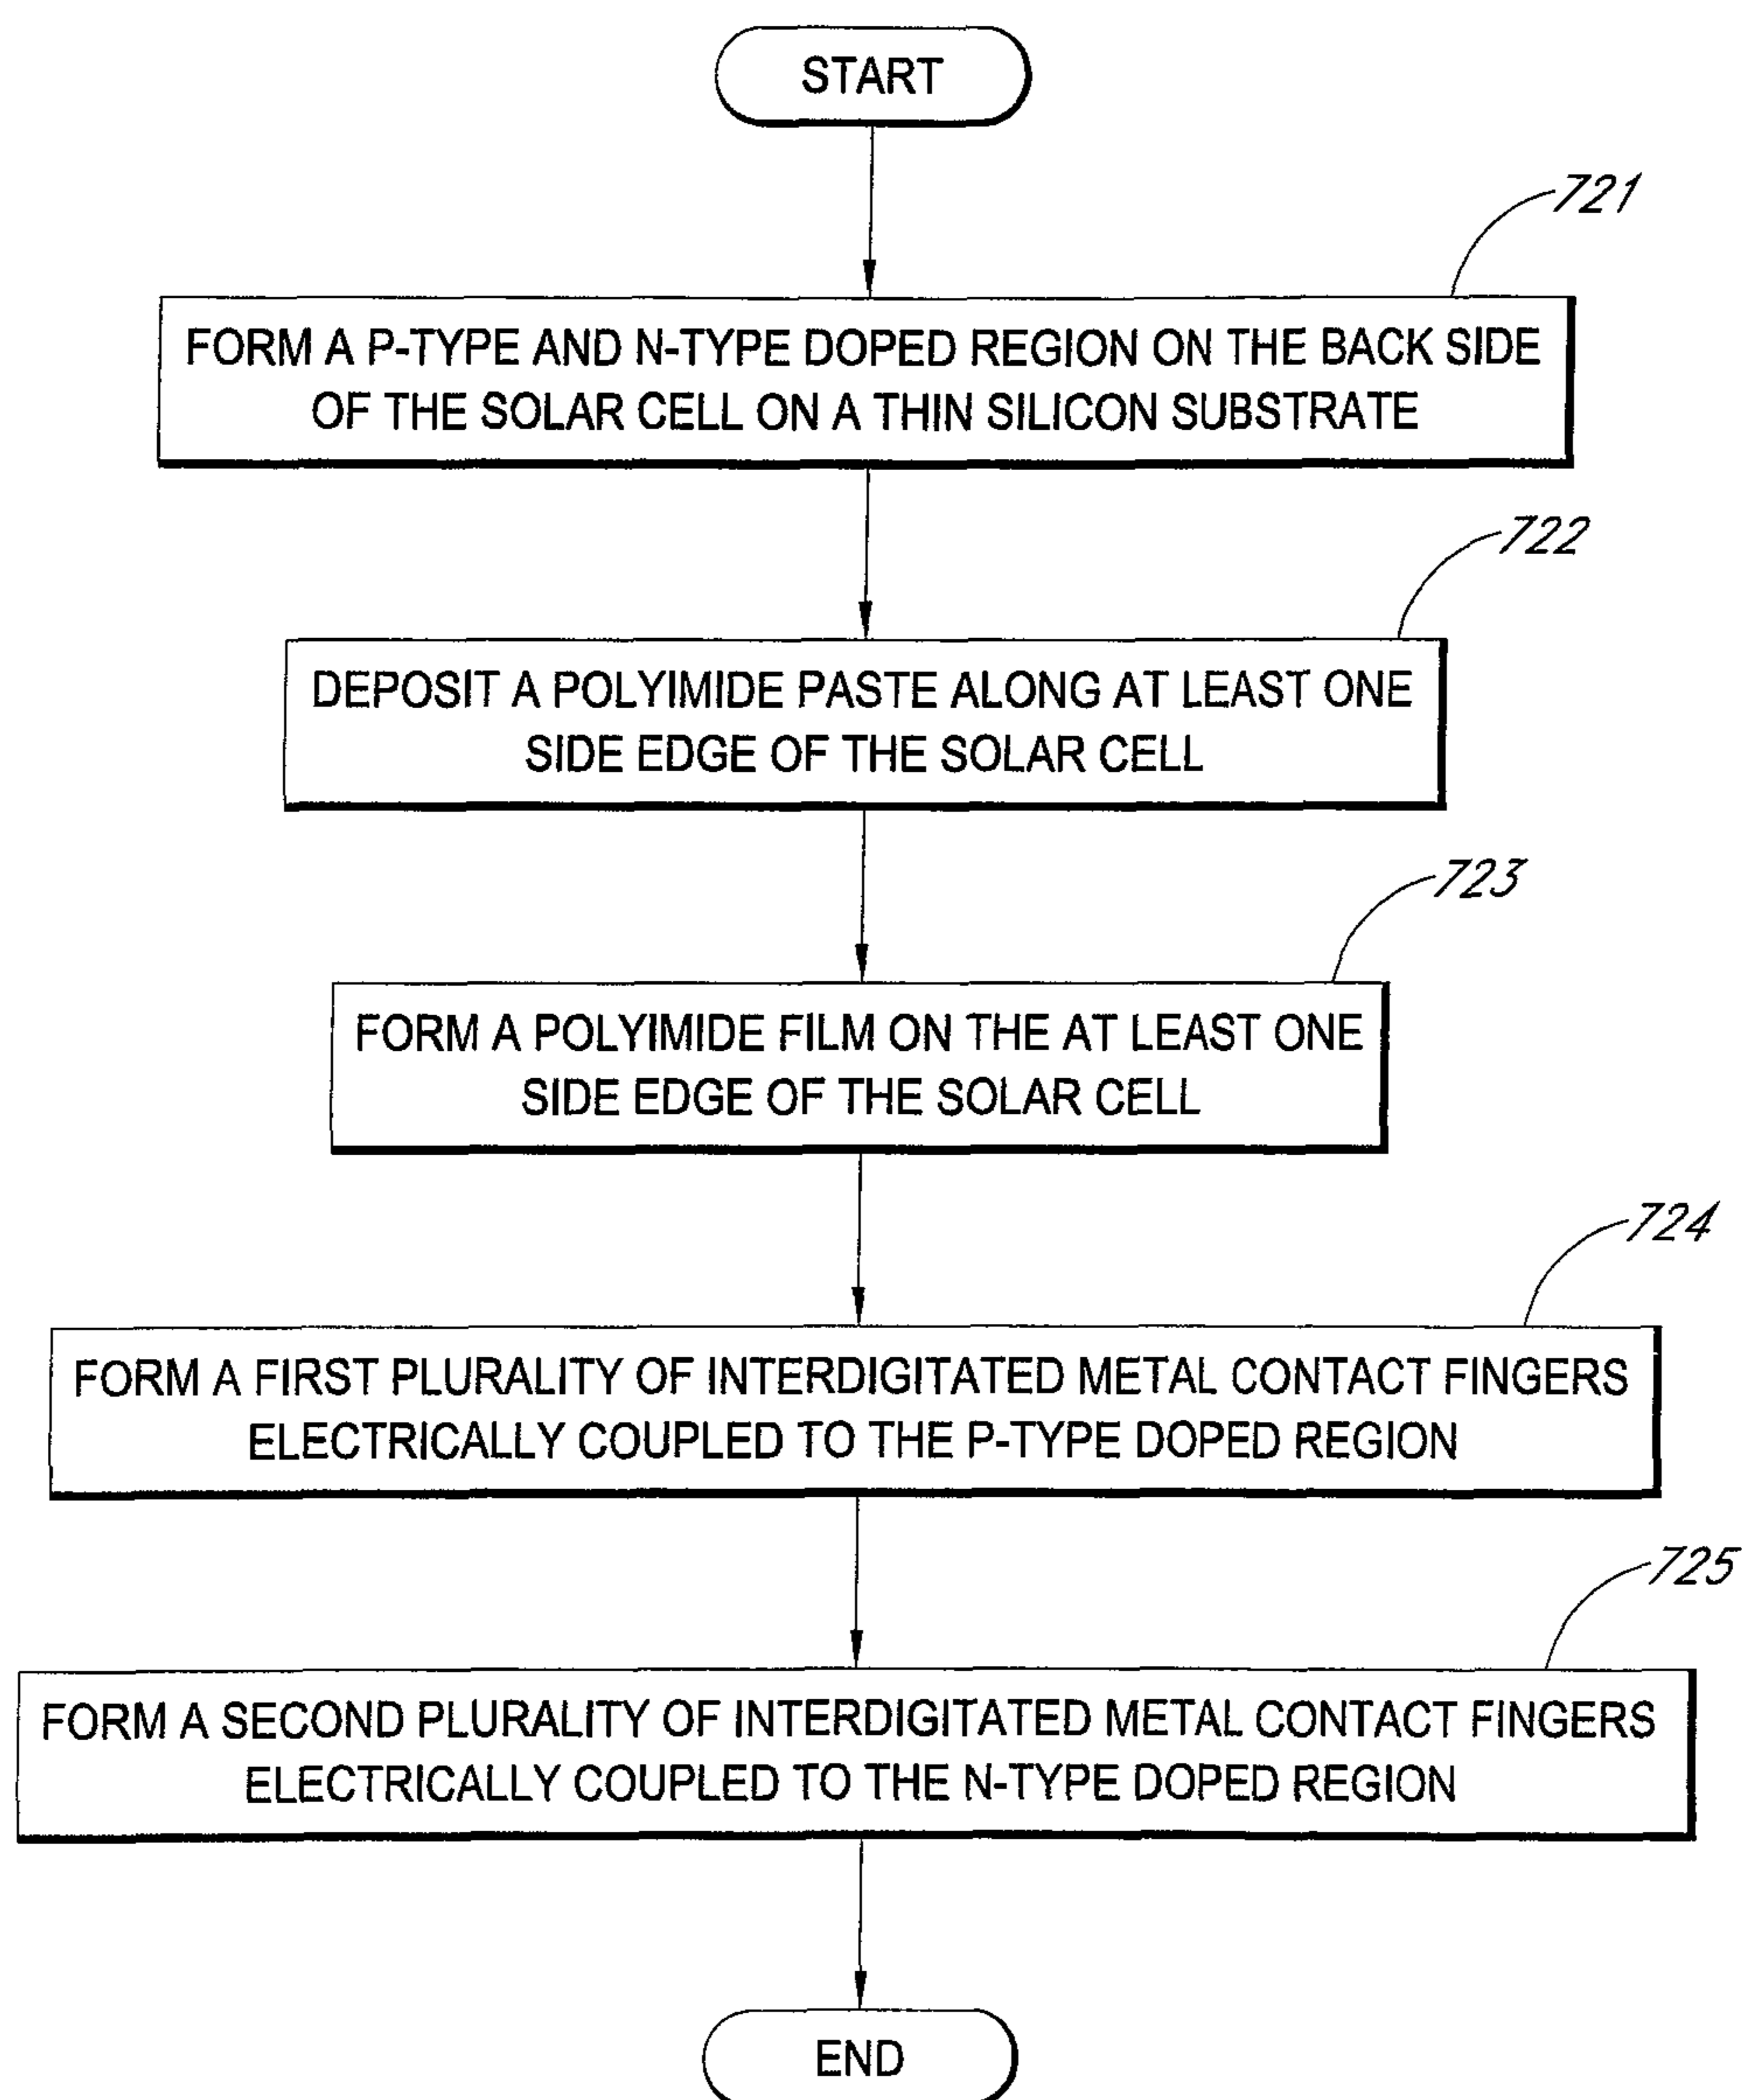 START
721
FORM A P-TYPE AND N-TYPE DOPED REGION ON THE BACK SIDE
OF THE SOLAR CELL ON A THIN SILICON SUBSTRATE
722
DEPOSIT A POLYIMIDE PASTE ALONG AT LEAST ONE
SIDE EDGE OF THE SOLAR CELL
723
FORM A POLYIMIDE FILM ON THE AT LEAST ONE
SIDE EDGE OF THE SOLAR CELL
724
FORM A FIRST PLURALITY OF INTERDIGITATED METAL CONTACT FINGERS
ELECTRICALLY COUPLED TO THE P-TYPE DOPED REGION
725
FORM A SECOND PLURALITY OF INTERDIGITATED METAL CONTACT FINGERS
ELECTRICALLY COUPLED TO THE N-TYPE DOPED REGION
END